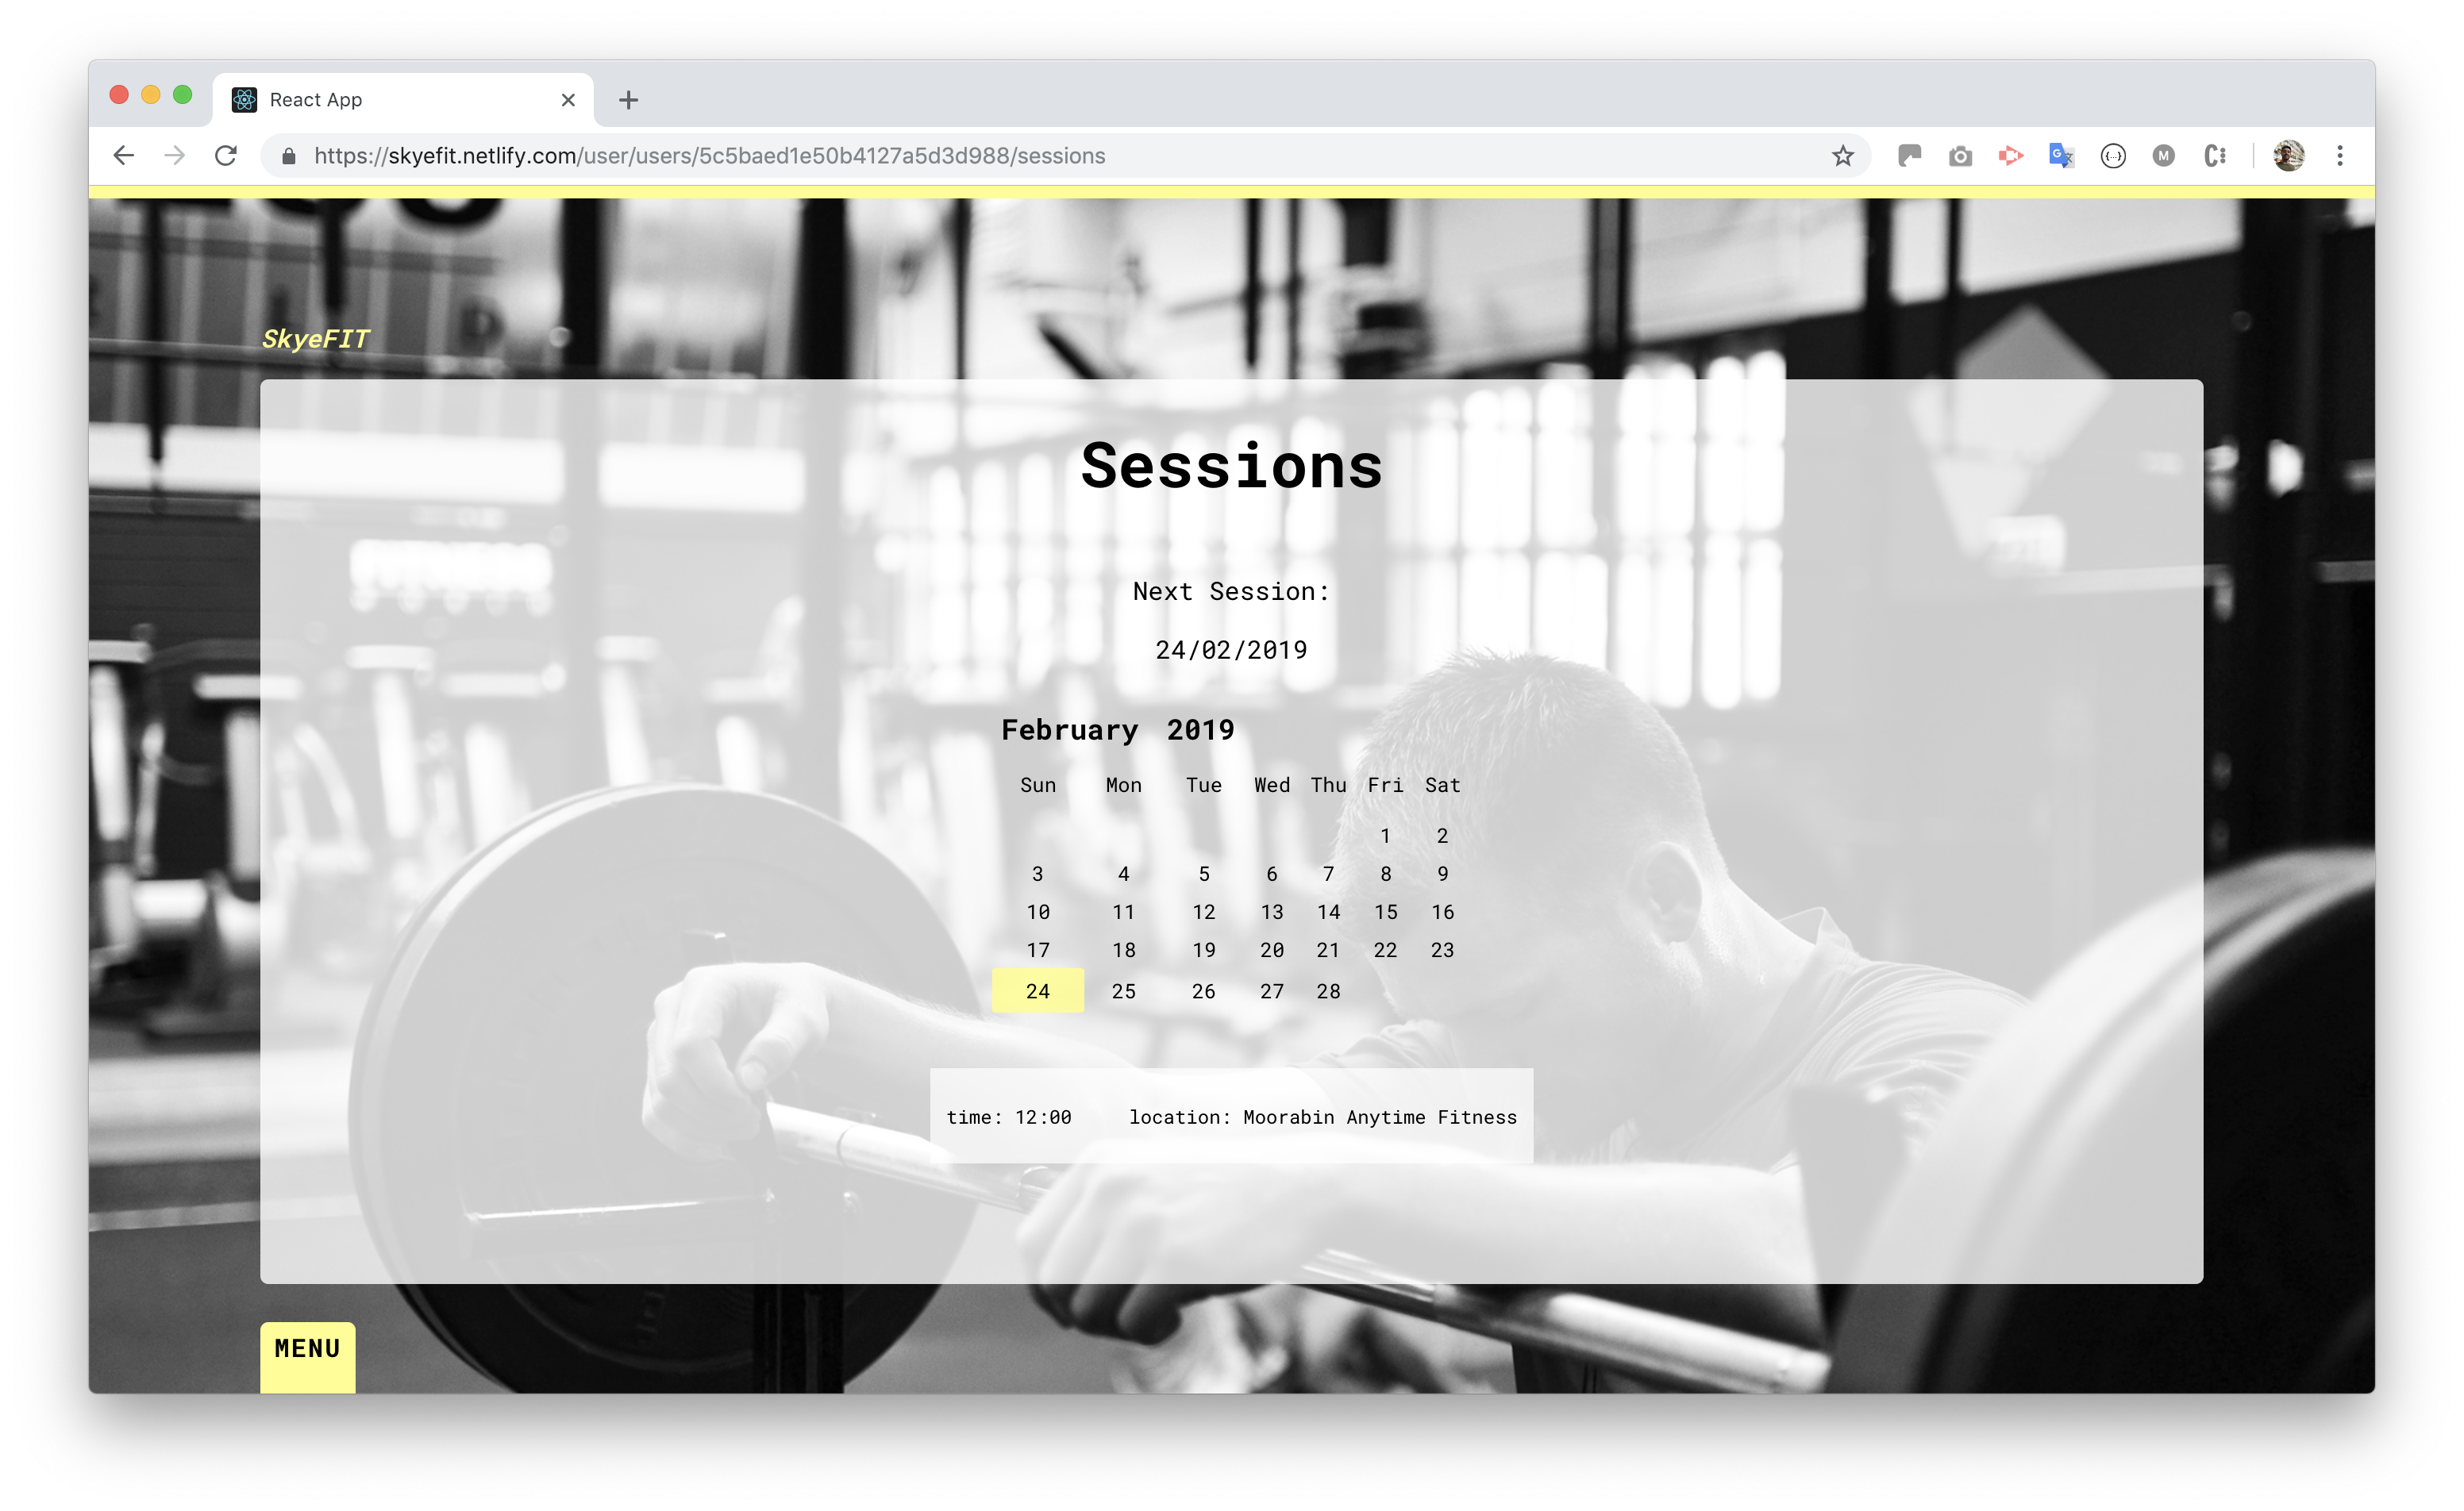 React App
https://skyefit.netlify.com/user/users/5c5baed1e50b4127a5d3d988/sessions
SkyeFIT
Sessions
Next Session:
24/02/2019
February 2019
Sun Mon Tue Wed Thu Fri Sat
1 2
3 4 5 6 7 8 9
10 11 12 13 14 15 16
17 18 19 20 21 22 23
24 25 26 27 28
time: 12:00 location: Moorabin Anytime Fitness
MENU